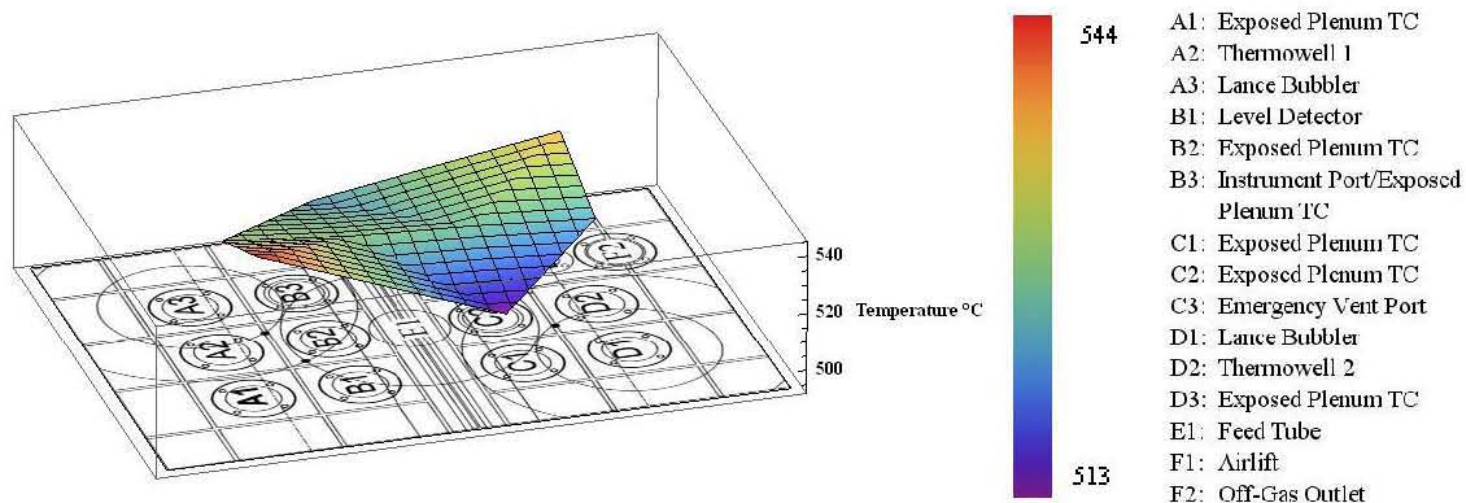 544
513
A1: Exposed Plenum TC
A2: Thermowell 1
A3: Lance Bubbler
B1: Level Detector
B2: Exposed Plenum TC
B3: Instrument Port/Exposed
Plenum TC
C1: Exposed Plenum TC
C2: Exposed Plenum TC
C3: Emergency Vent Port
D1: Lance Bubbler
D2: Thermowell 2
D3: Exposed Plenum TC
E1: Feed Tube
F1: Airlift
F2: Off-Gas Outlet
540
520
Temperature °C
500
A3
B3
F2
D2
A2
B2
E1
C1
D1
A1
B1